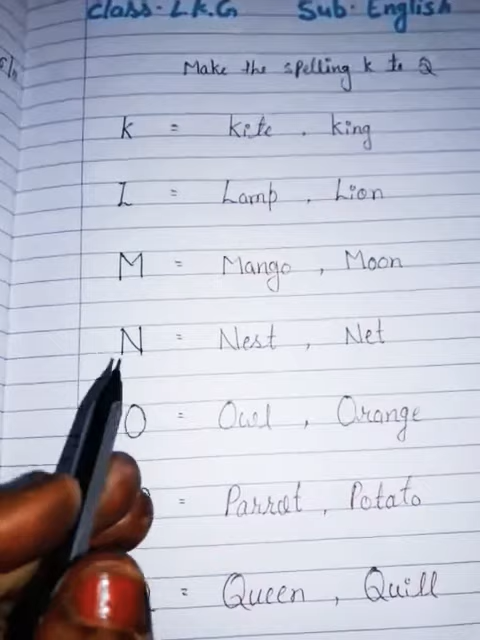 Class- L.K.G Sub- English
Make the spelling k to Q
K = Kite, King
L = Lamp, Lion
M = Mango, Moon
N = Nest, Net
O = Owl, Orange
= Parrot, Potato
= Queen, Quill